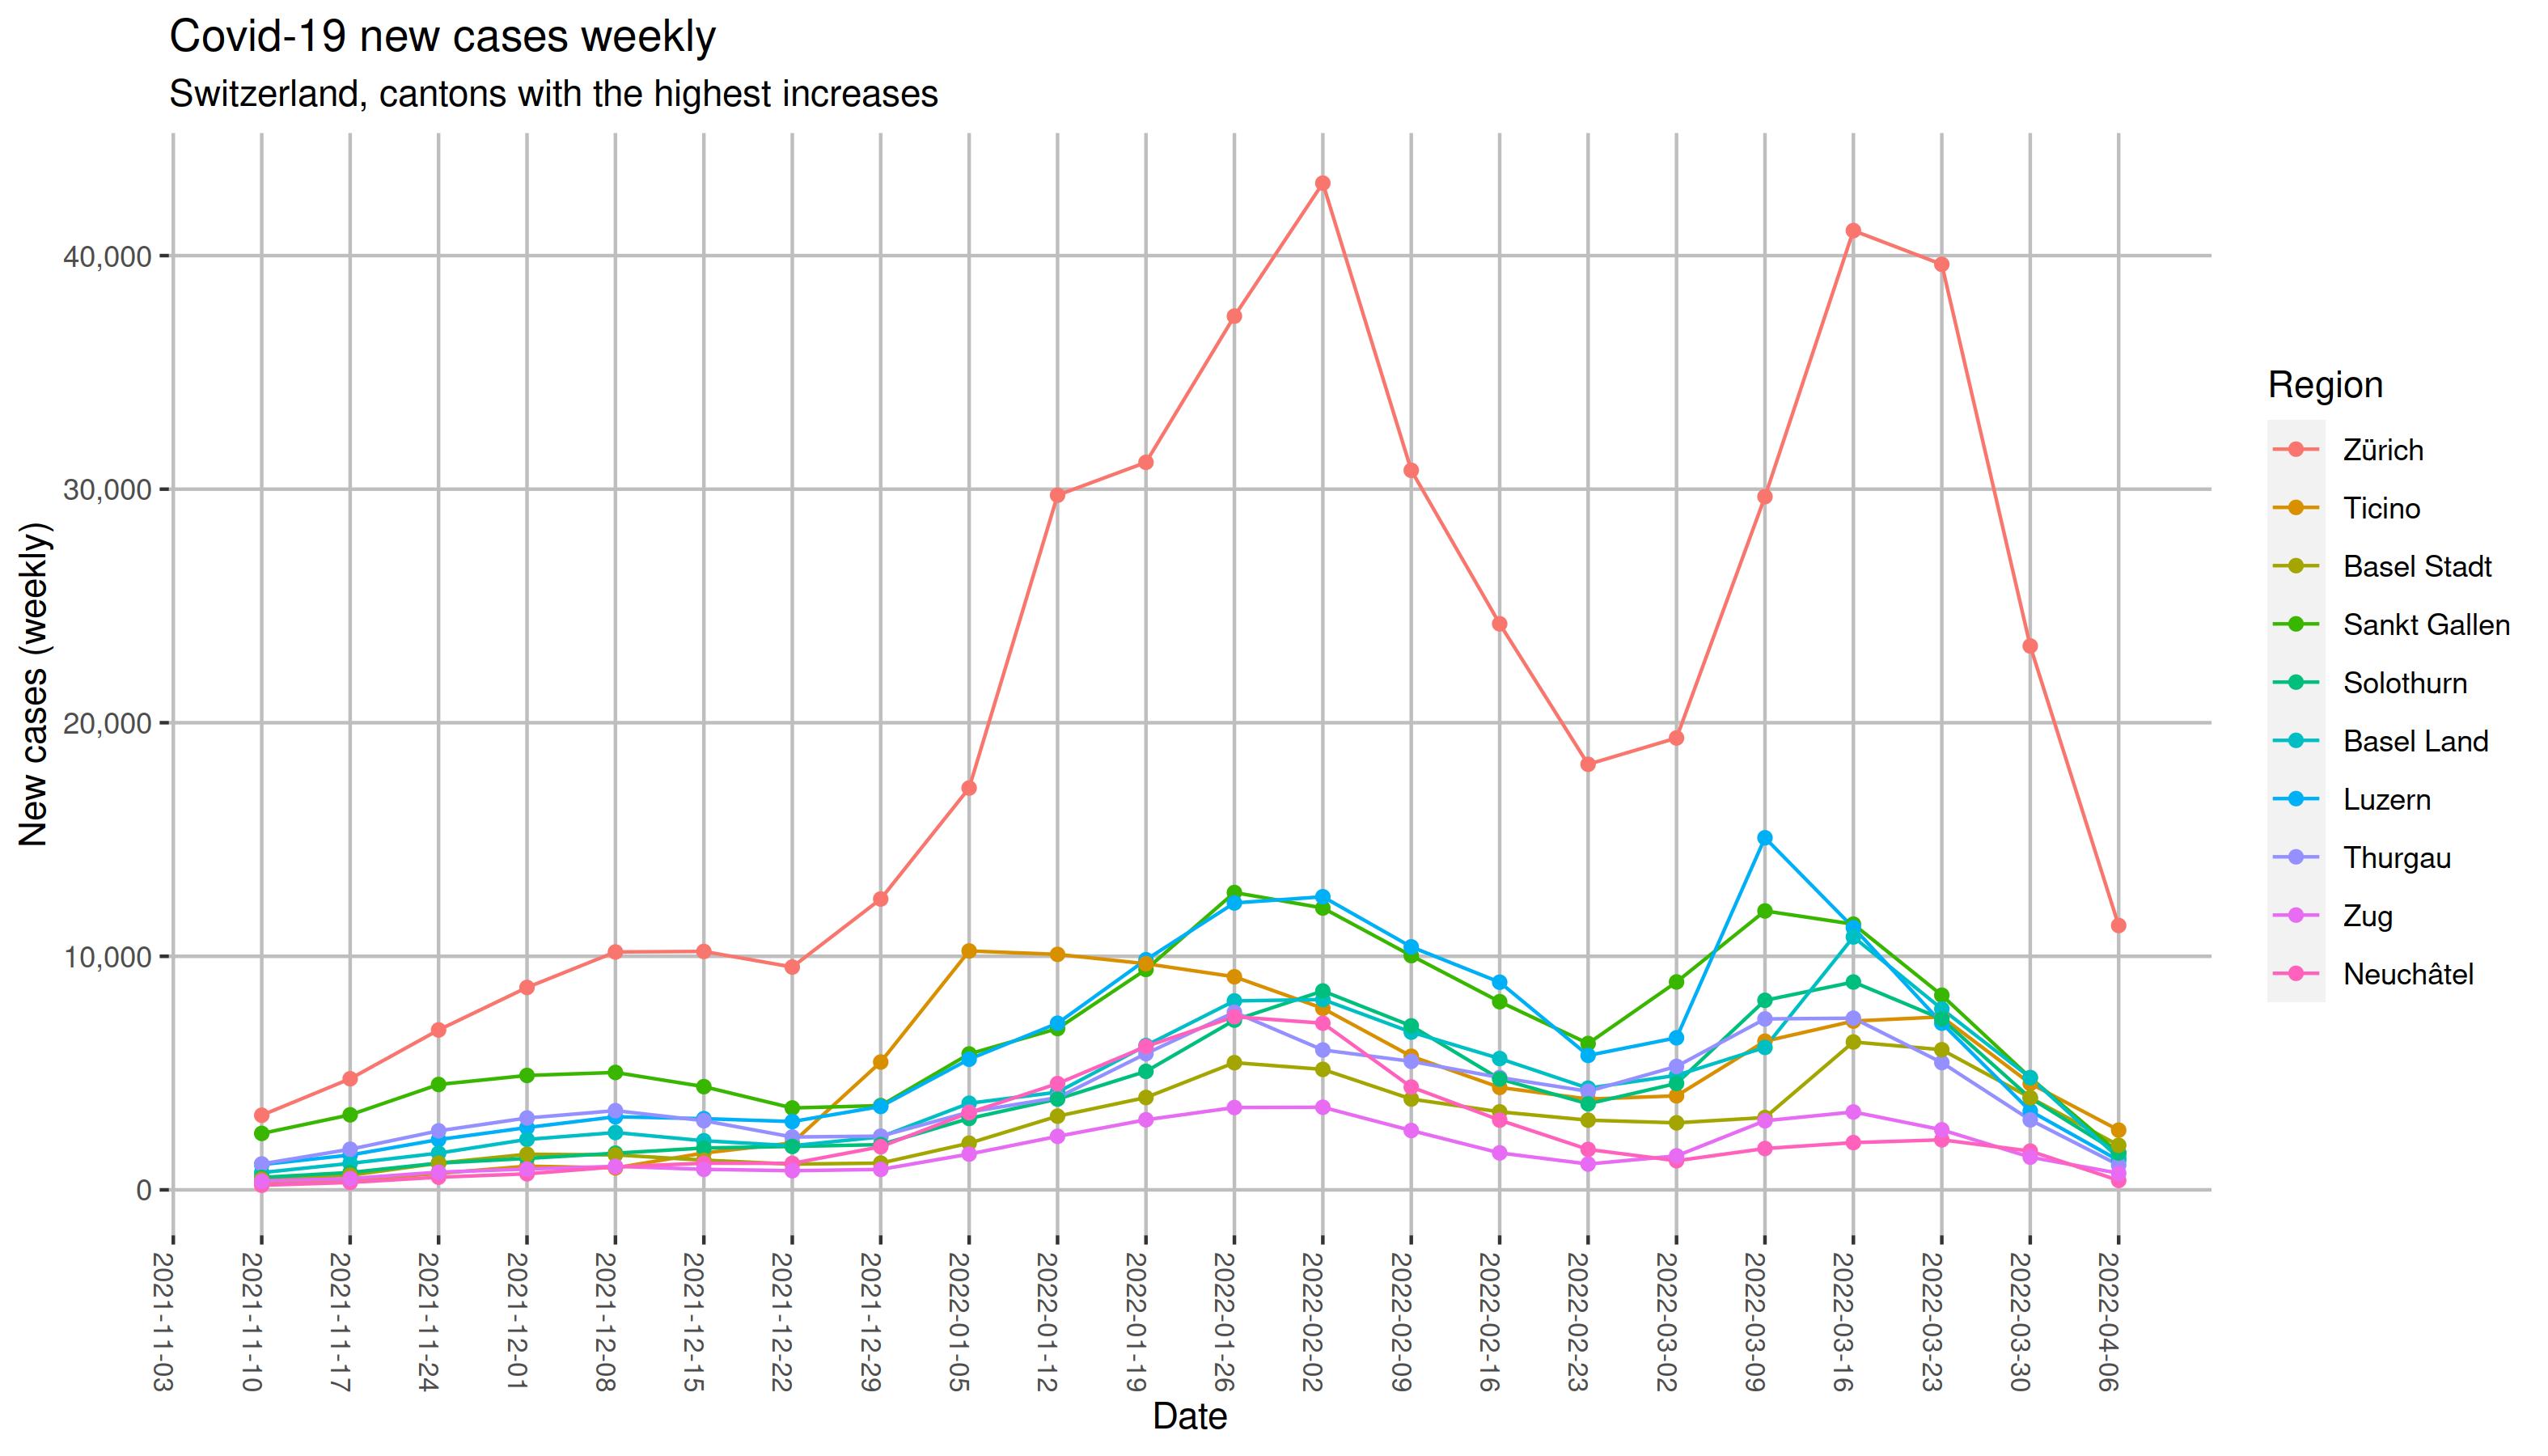 Covid-19 new cases weekly
Switzerland, cantons with the highest increases
New cases (weekly)
40,000
30,000
20,000
10,000
0
2021-11-03
2021-11-10
2021-11-17
2021-11-24
2021-12-01
2021-12-08
2021-12-15
2021-12-22
2021-12-29
2022-01-05
2022-01-12
2022-01-19
2022-01-26
2022-02-02
2022-02-09
2022-02-16
2022-02-23
2022-03-02
2022-03-09
2022-03-16
2022-03-23
2022-03-30
2022-04-06
Date
Region
Zürich
Ticino
Basel Stadt
Sankt Gallen
Solothurn
Basel Land
Luzern
Thurgau
Zug
Neuchâtel